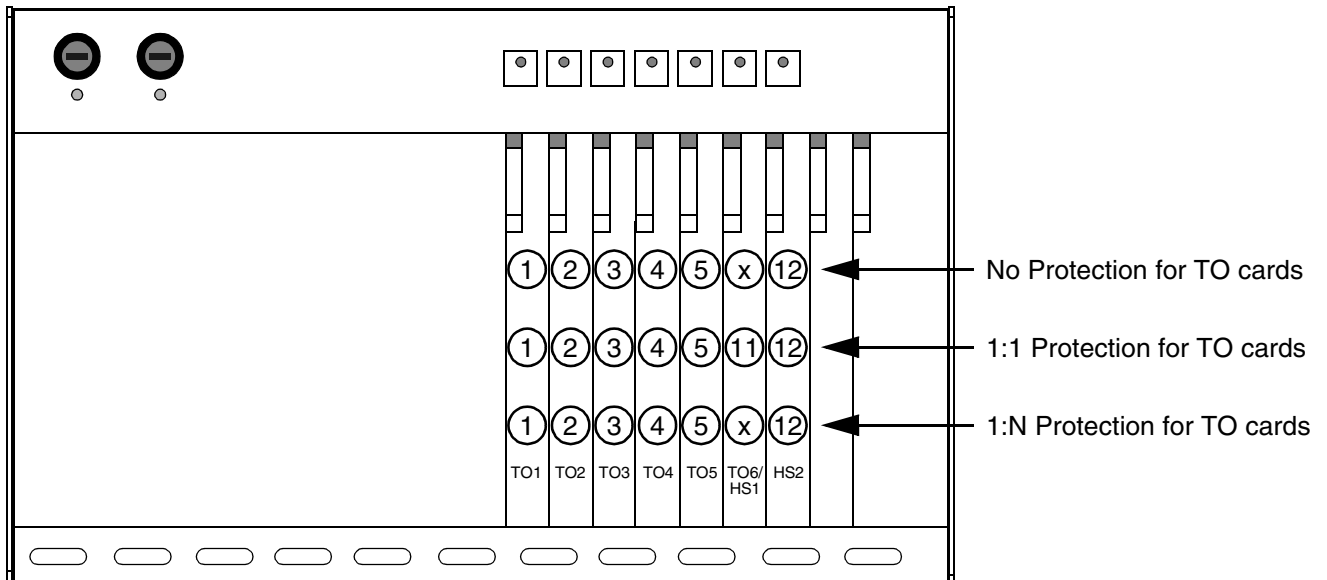 1 2 3 4 5 x 12 No Protection for TO cards
1 2 3 4 5 11 12 1:1 Protection for TO cards
1 2 3 4 5 x 12 1:N Protection for TO cards
TO1 TO2 TO3 TO4 TO5 TO6/ HS2
HS1